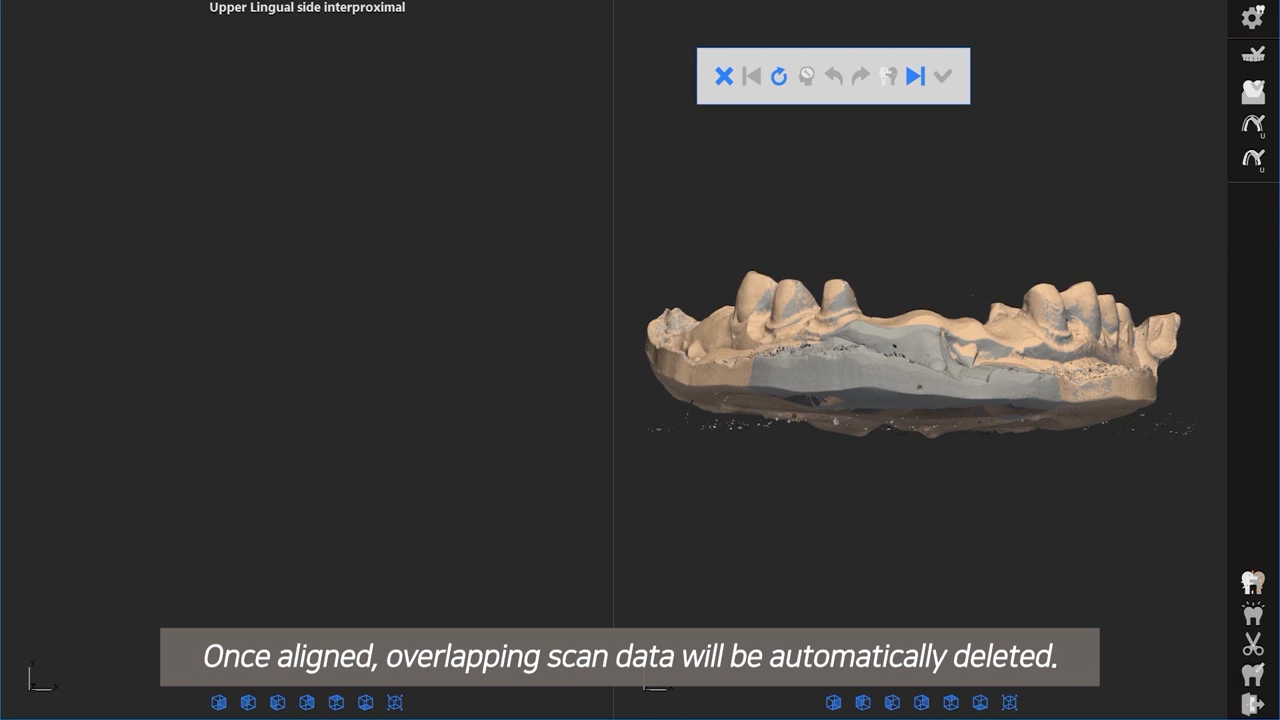 Upper Lingual side interproximal
U
U
Once aligned, overlapping scan data will be automatically deleted.